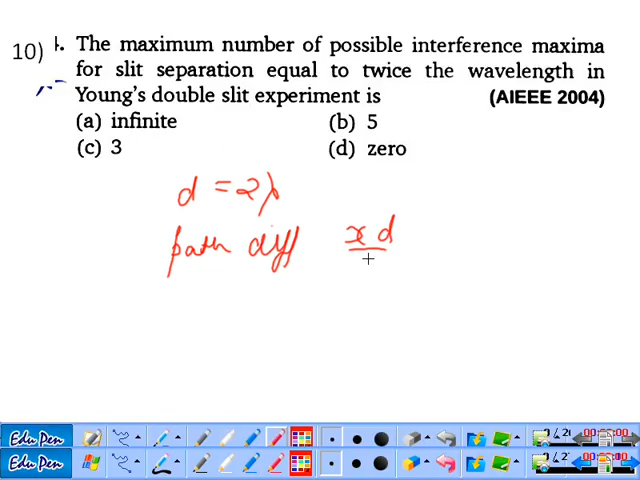 10) 1. The maximum number of possible interference maxima
for slit separation equal to twice the wavelength in
Young's double slit experiment is (AIEEE 2004)
(a) infinite (b) 5
(c) 3 (d) zero
d = 2λ
path diff x d
Edu Pen
Edu Pen